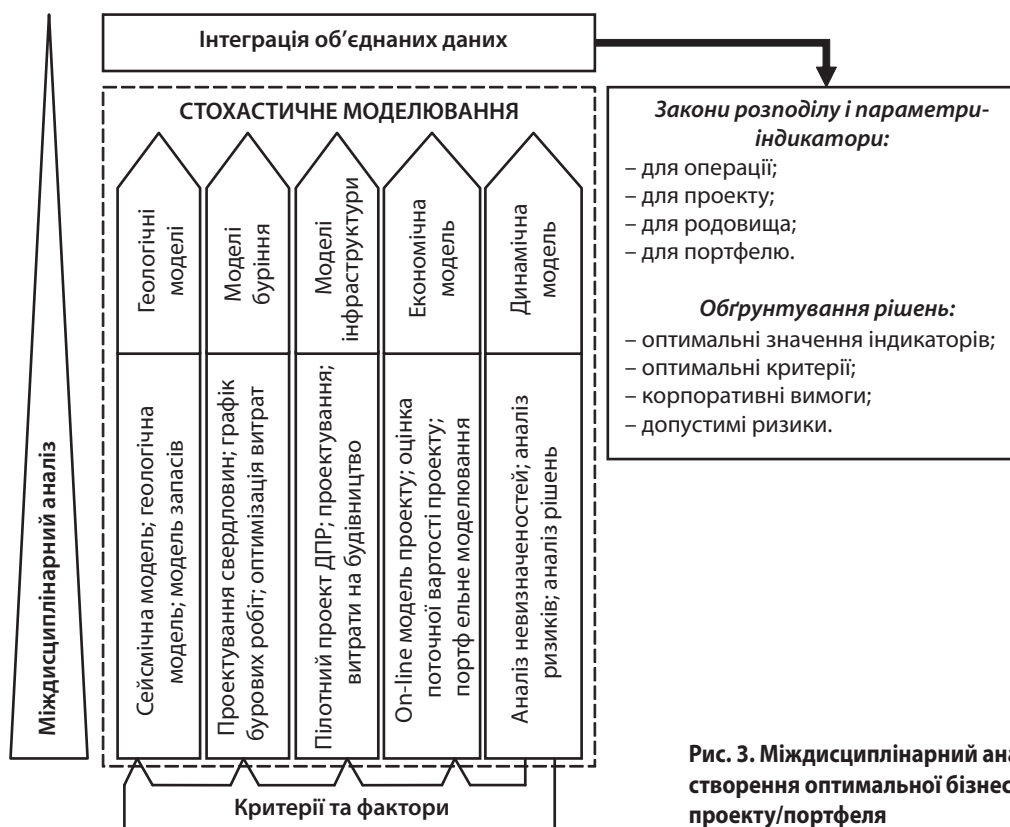 Інтеграція об’єднаних даних
СТОХАСТИЧНЕ МОДЕЛЮВАННЯ
Міждисциплінарний аналіз
Геологічні
моделі
Моделі
буріння
Моделі
інфраструктури
Економічна
модель
Динамічна
модель
Сейсмічна модель; геологічна
модель; модель запасів
Проектування свердловин; графік
бурових робіт; оптимізація витрат
Пілотний проект ДПР; проектування;
витрати на будівництво
On-line модель проекту; оцінка
поточної вартості проекту;
портф ельне моделювання
Аналіз невизначеностей; аналіз
ризиків; аналіз рішень
Критерії та фактори
Закони розподілу і параметри-
індикатори:
– для операції;
– для проекту;
– для родовища;
– для портфелю.
Обґрунтування рішень:
– оптимальні значення індикаторів;
– оптимальні критерії;
– корпоративні вимоги;
– допустимі ризики.
Рис. 3. Міждисциплінарний
створення оптимальної
проекту/портфеля